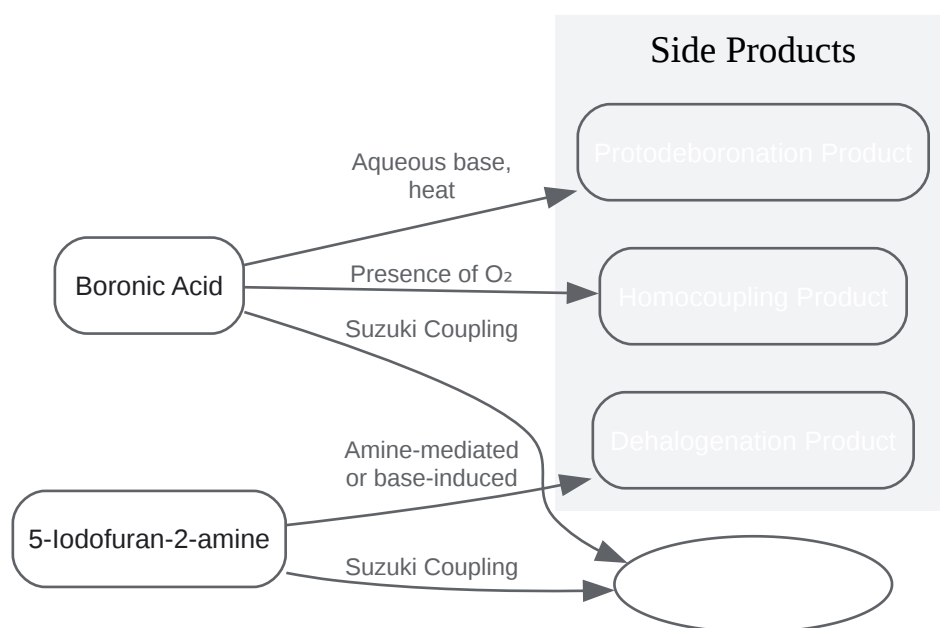 Side Products
Protodeboronation Product
Aqueous base,
heat
Boronic Acid
Presence of O₂
Homocoupling Product
Suzuki Coupling
Amine-mediated
or base-induced
Dehalogenation Product
5-Iodofuran-2-amine
Suzuki Coupling